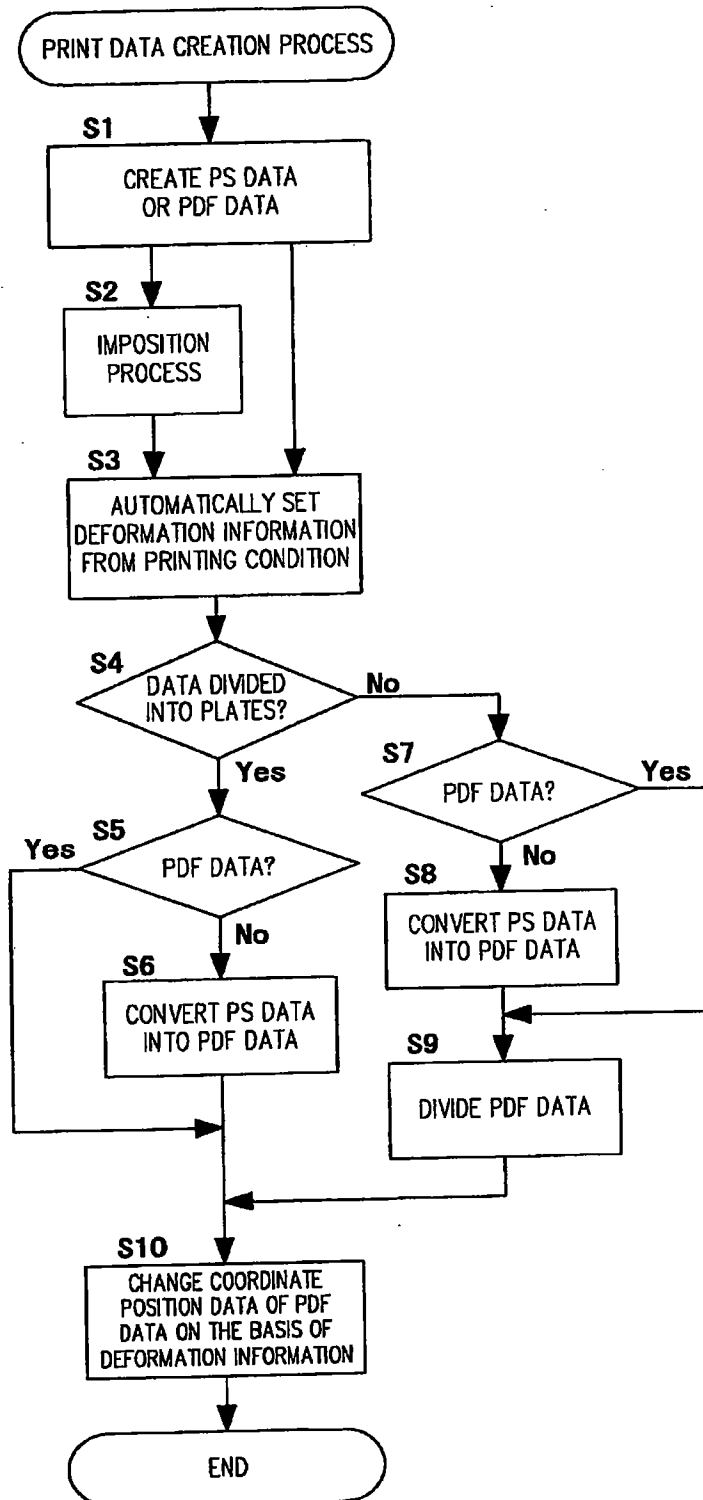 PRINT DATA CREATION PROCESS
S1
CREATE PS DATA
OR PDF DATA
S2
IMPOSITION
PROCESS
S3
AUTOMATICALLY SET
DEFORMATION INFORMATION
FROM PRINTING CONDITION
S4
DATA DIVIDED
INTO PLATES?
No
Yes
S7
PDF DATA?
Yes
No
S5
Yes
PDF DATA?
No
S8
CONVERT PS DATA
INTO PDF DATA
S6
CONVERT PS DATA
INTO PDF DATA
S9
DIVIDE PDF DATA
S10
CHANGE COORDINATE
POSITION DATA OF PDF
DATA ON THE BASIS OF
DEFORMATION INFORMATION
END